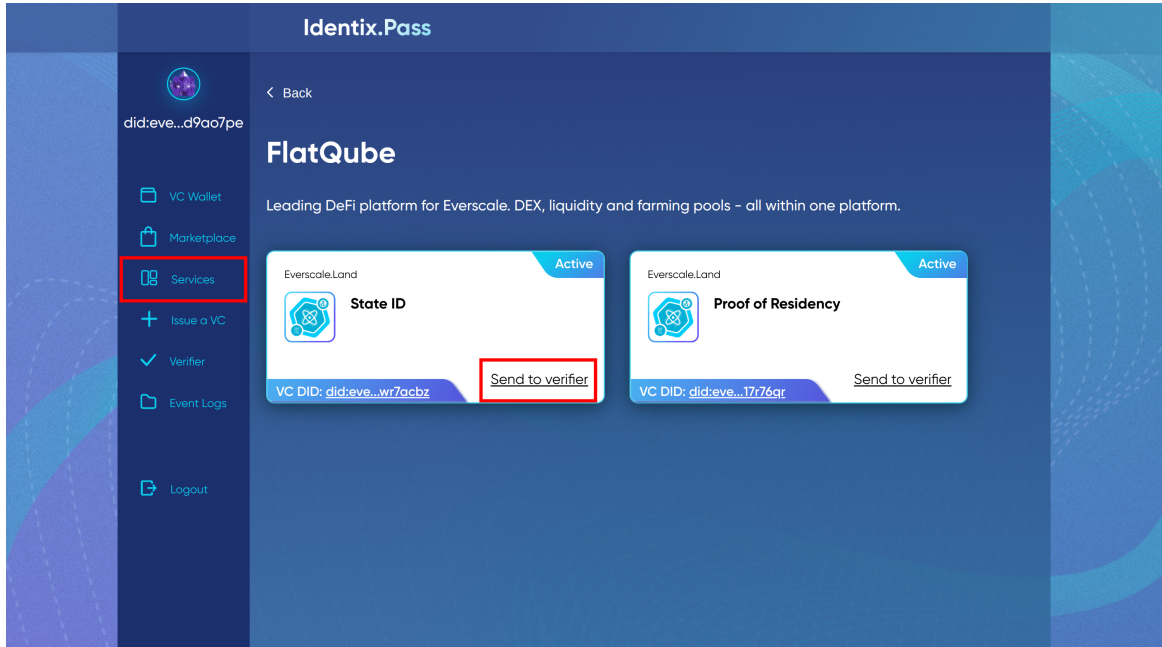 Identix.Pass
did:eve...d9ao7pe
VC Wallet
Marketplace
Services
Issue a VC
Verifier
Event Logs
Logout
Back
FlatQube
Leading DeFi platform for Everscale. DEX, liquidity and farming pools - all within one platform.
Everscale.Land
Active
State ID
Send to verifier
VC DID: did:eve...wr7acbz
Everscale.Land
Active
Proof of Residency
Send to verifier
VC DID: did:eve...17r76qr